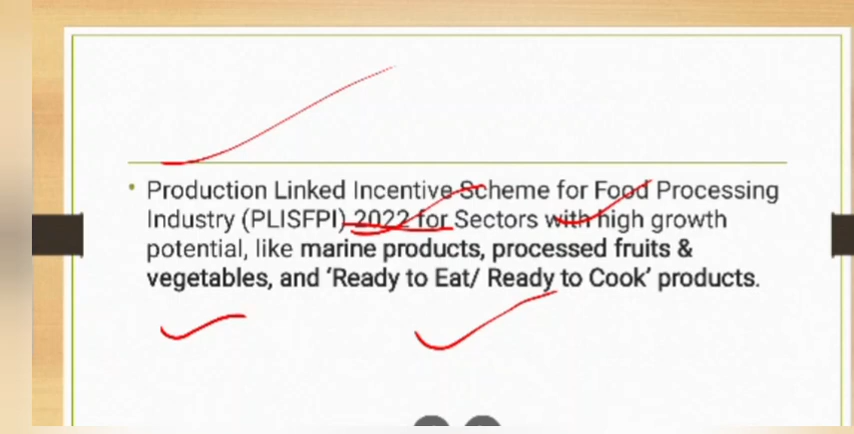 • Production Linked Incentive Scheme for Food Processing
Industry (PLISFPI) 2022 for Sectors with high growth
potential, like marine products, processed fruits &
vegetables, and ‘Ready to Eat/ Ready to Cook’ products.